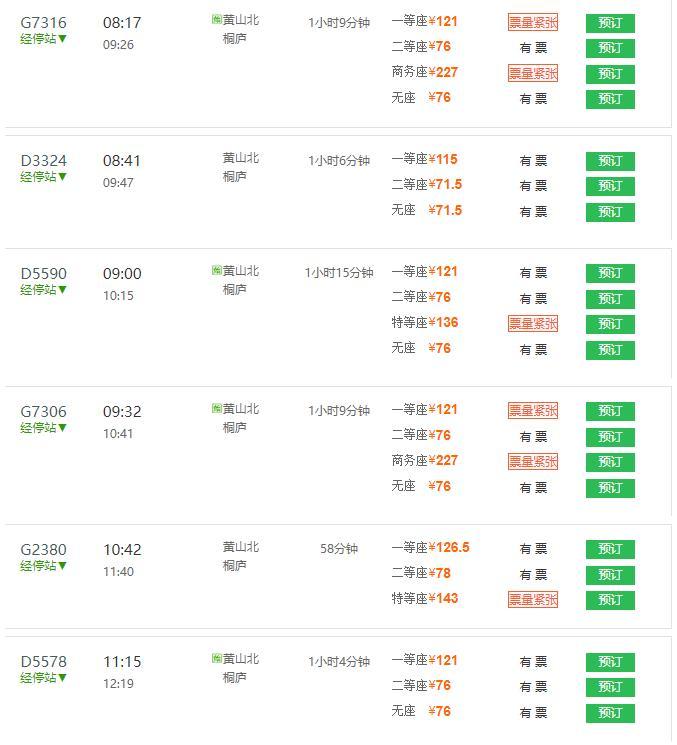 G7316 08:17 始 黄山北 1小时9分钟 一等座¥121 票量紧张 预订
经停站▼ 09:26 桐庐 二等座¥76 有票 预订
商务座¥227 票量紧张 预订
无座 ¥76 有票 预订
D3324 08:41 黄山北 1小时6分钟 一等座¥115 有票 预订
经停站▼ 09:47 桐庐 二等座¥71.5 有票 预订
无座 ¥71.5 有票 预订
D5590 09:00 始 黄山北 1小时15分钟 一等座¥121 有票 预订
经停站▼ 10:15 桐庐 二等座¥76 有票 预订
特等座¥136 票量紧张 预订
无座 ¥76 有票 预订
G7306 09:32 始 黄山北 1小时9分钟 一等座¥121 票量紧张 预订
经停站▼ 10:41 桐庐 二等座¥76 有票 预订
商务座¥227 票量紧张 预订
无座 ¥76 有票 预订
G2380 10:42 黄山北 58分钟 一等座¥126.5 有票 预订
经停站▼ 11:40 桐庐 二等座¥78 有票 预订
特等座¥143 票量紧张 预订
D5578 11:15 始 黄山北 1小时4分钟 一等座¥121 有票 预订
经停站▼ 12:19 桐庐 二等座¥76 有票 预订
无座 ¥76 有票 预订